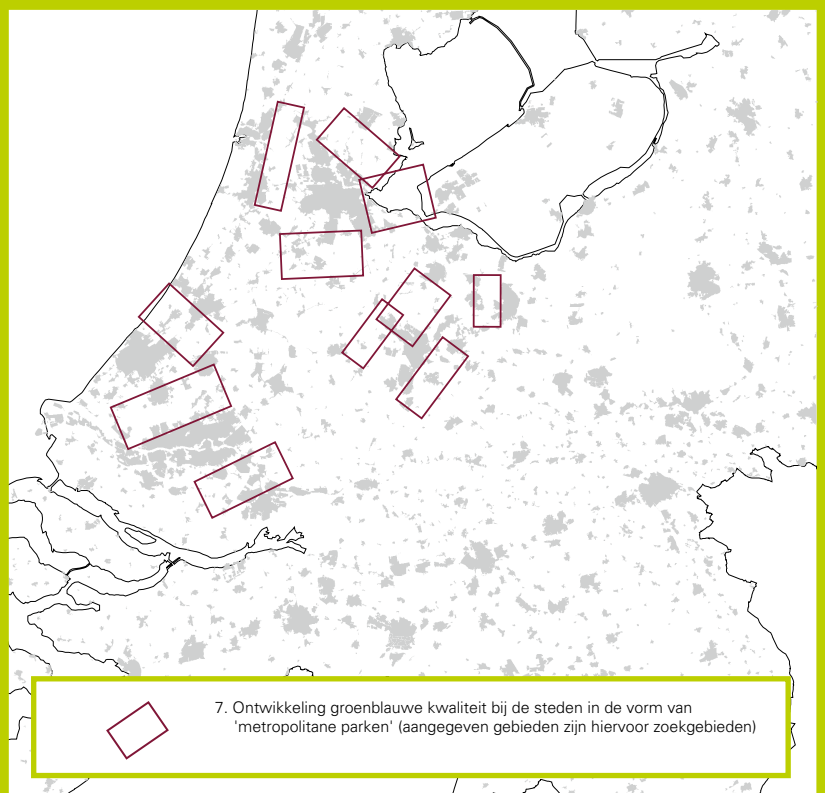 7. Ontwikkeling groenblauwe kwaliteit bij de steden in de vorm van
'metropolitane parken' (aangegeven gebieden zijn hiervoor zoekgebieden)